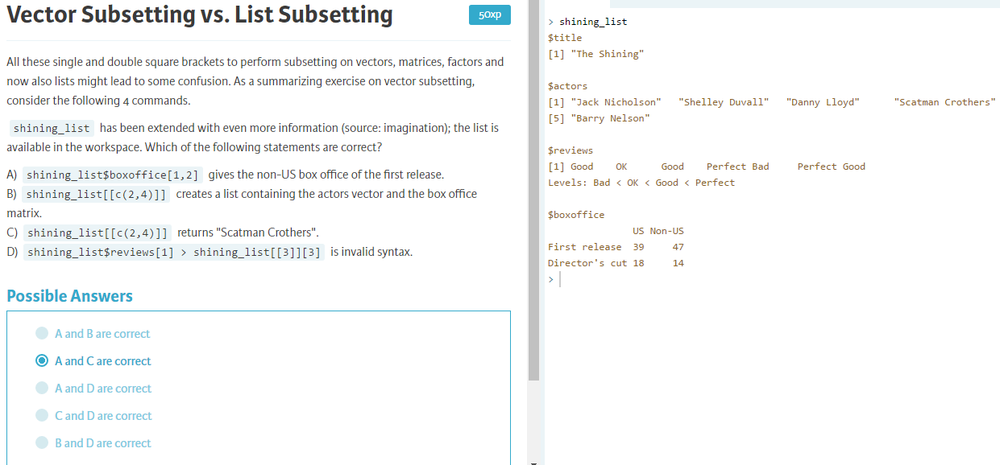 Vector Subsetting vs. List Subsetting
50xp
All these single and double square brackets to perform subsetting on vectors, matrices, factors and
now also lists might lead to some confusion. As a summarizing exercise on vector subsetting,
consider the following 4 commands.
shining_list has been extended with even more information (source: imagination); the list is
available in the workspace. Which of the following statements are correct?
A) shining_list$boxoffice[1,2] gives the non-US box office of the first release.
B) shining_list[[c(2,4)]] creates a list containing the actors vector and the box office
matrix.
C) shining_list[[c(2,4)]] returns "Scatman Crothers".
D) shining_list$reviews[1] > shining_list[[3]][3] is invalid syntax.
Possible Answers
A and B are correct
A and C are correct
A and D are correct
C and D are correct
B and D are correct
> shining_list
$title
[1] "The Shining"
$actors
[1] "Jack Nicholson" "Shelley Duvall" "Danny Lloyd" "Scatman Crothers"
[5] "Barry Nelson"
$reviews
[1] Good OK Good Perfect Bad Perfect Good
Levels: Bad < OK < Good < Perfect
$boxoffice
US Non-US
First release 39 47
Director's cut 18 14
>